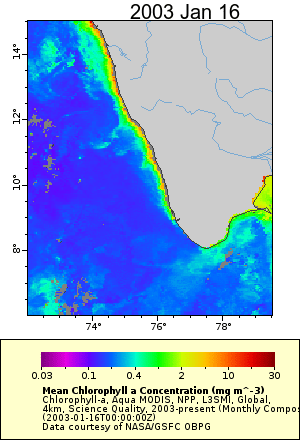 2003 Jan 16
14°
12°
10°
8°
74° 76° 78°
0.03 0.1 0.4 2 10 30
Mean Chlorophyll a Concentration (mg m^-3)
Chlorophyll-a, Aqua MODIS, NPP, L3SMI, Global,
4km, Science Quality, 2003-present (Monthly Compos
(2003-01-16T00:00:00Z)
Data courtesy of NASA/GSFC OBPG